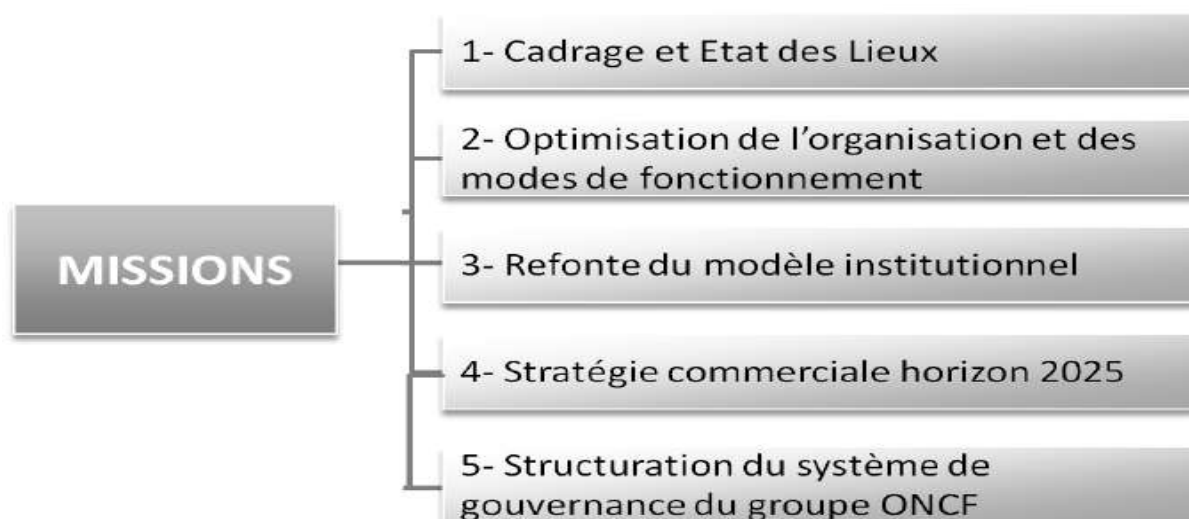 1- Cadrage et Etat des Lieux
2- Optimisation de l'organisation et des
modes de fonctionnement
MISSIONS
3- Refonte du modèle institutionnel
4- Stratégie commerciale horizon 2025
5- Structuration du système de
gouvernance du groupe ONCF